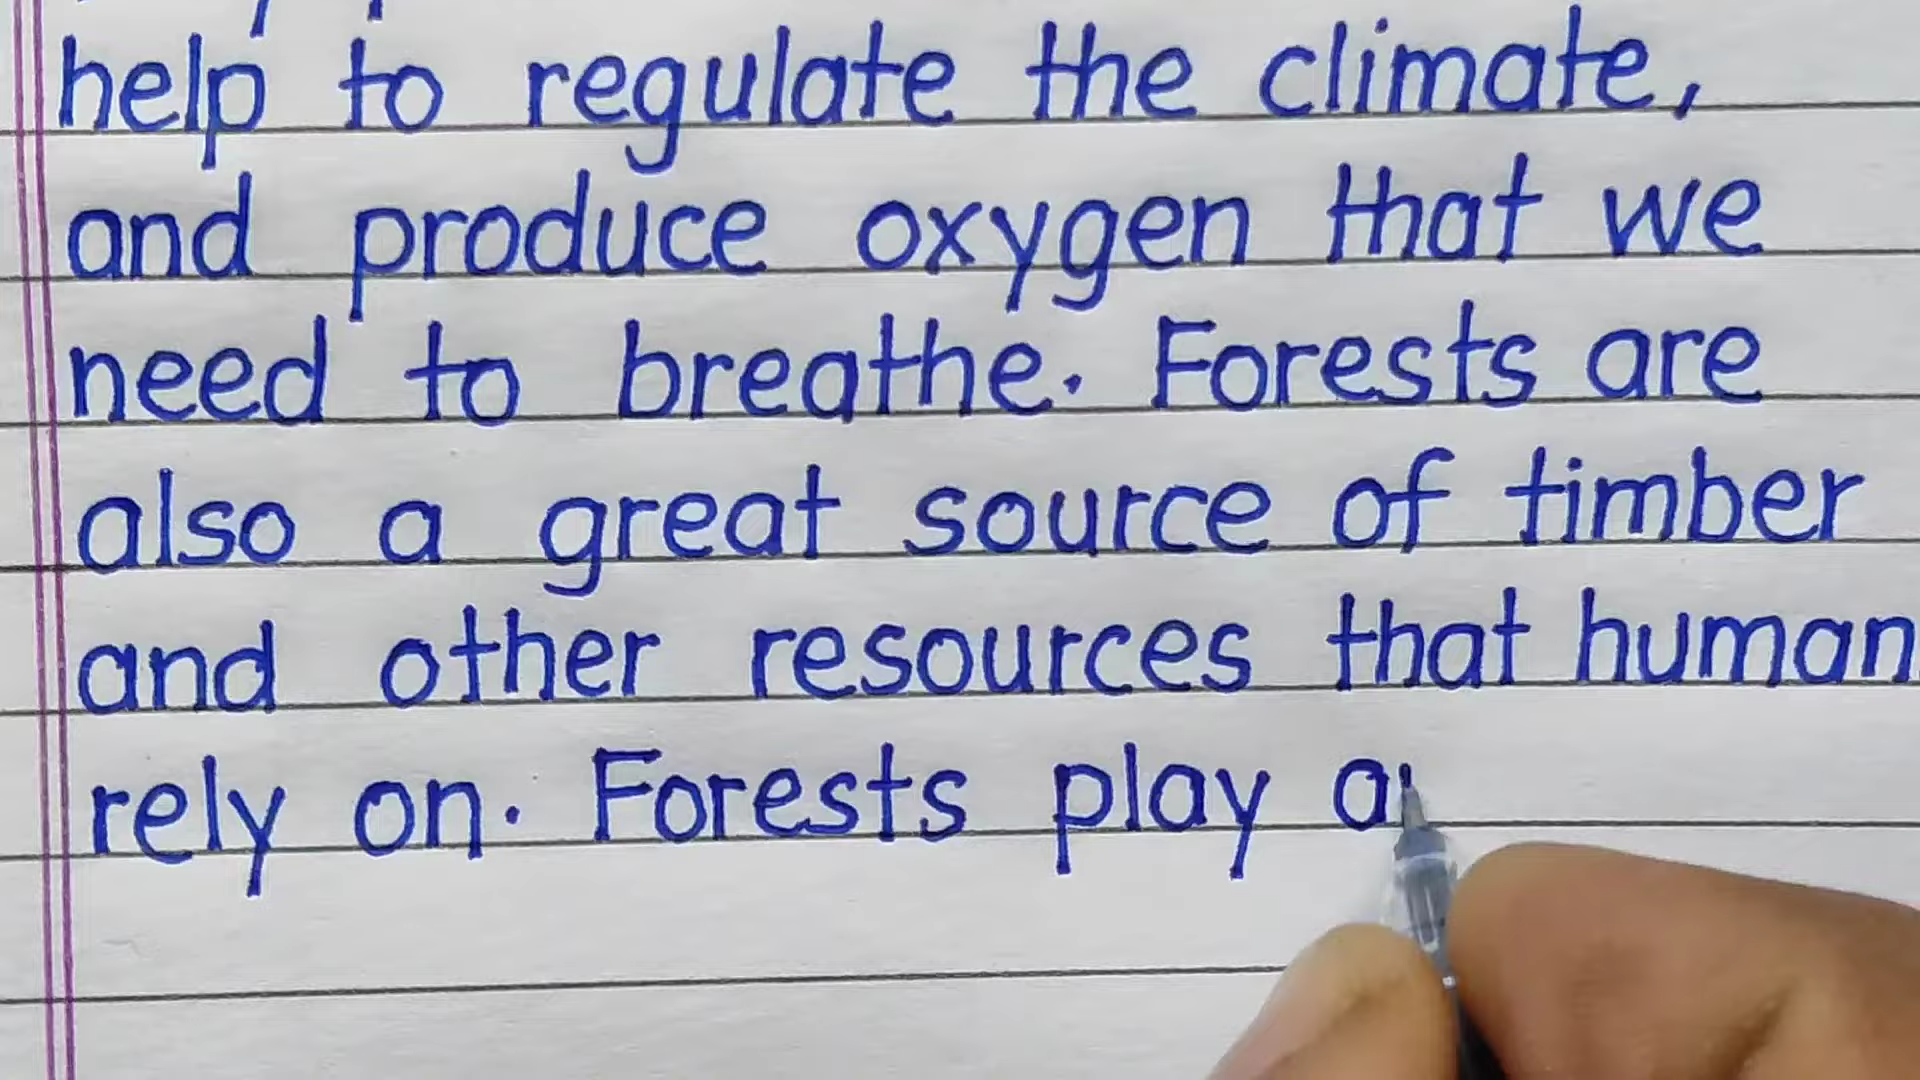 help to regulate the climate,
and produce oxygen that we
need to breathe. Forests are
also a great source of timber
and other resources that human
rely on. Forests play a